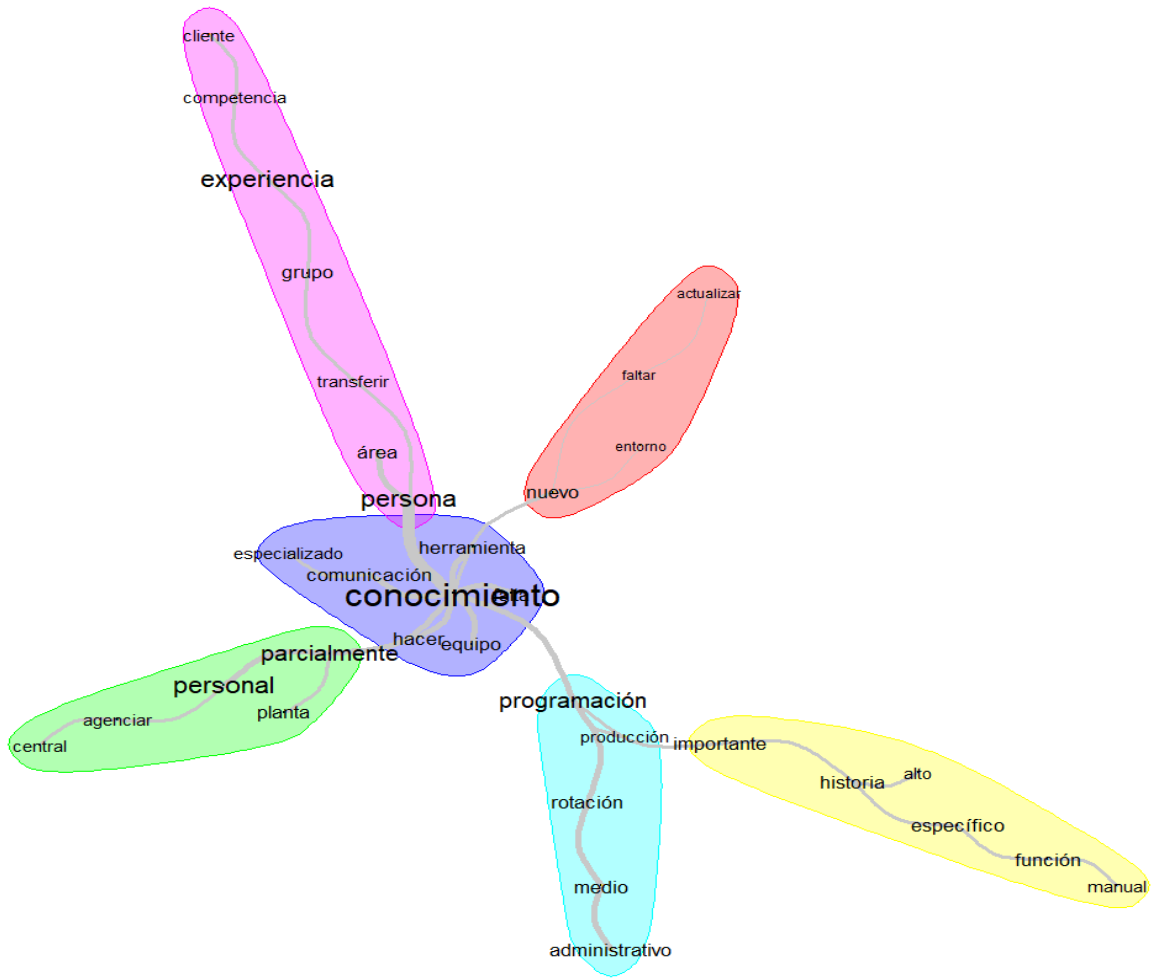 cliente
competencia
experiencia
grupo
actualizar
transferir
faltar
área
entorno
persona
nuevo
herramienta
especializado
comunicación
conocimiento
falta
hacer
equipo
parcialmente
personal
planta
agenciar
central
programación
producción
importante
alto
historia
rotación
específico
función
medio
manual
administrativo